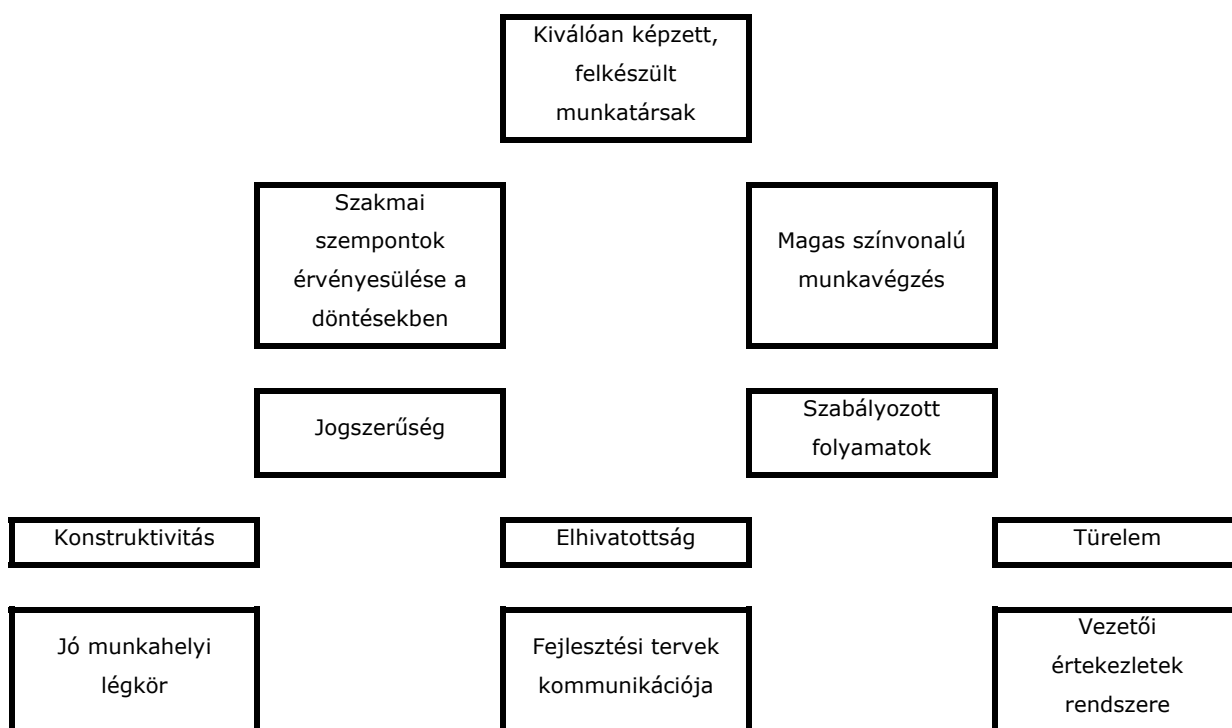 Kiválóan képzett,
felkészült
munkatársak
Szakmai
szempontok
érvényesülése a
döntésekben
Magas színvonalú
munkavégzés
Jogszerűség
Szabályozott
folyamatok
Konstruktivitás
Elhivatottság
Türelem
Jó munkahelyi
légkör
Fejlesztési tervek
kommunikációja
Vezetői
értekezletek
rendszere